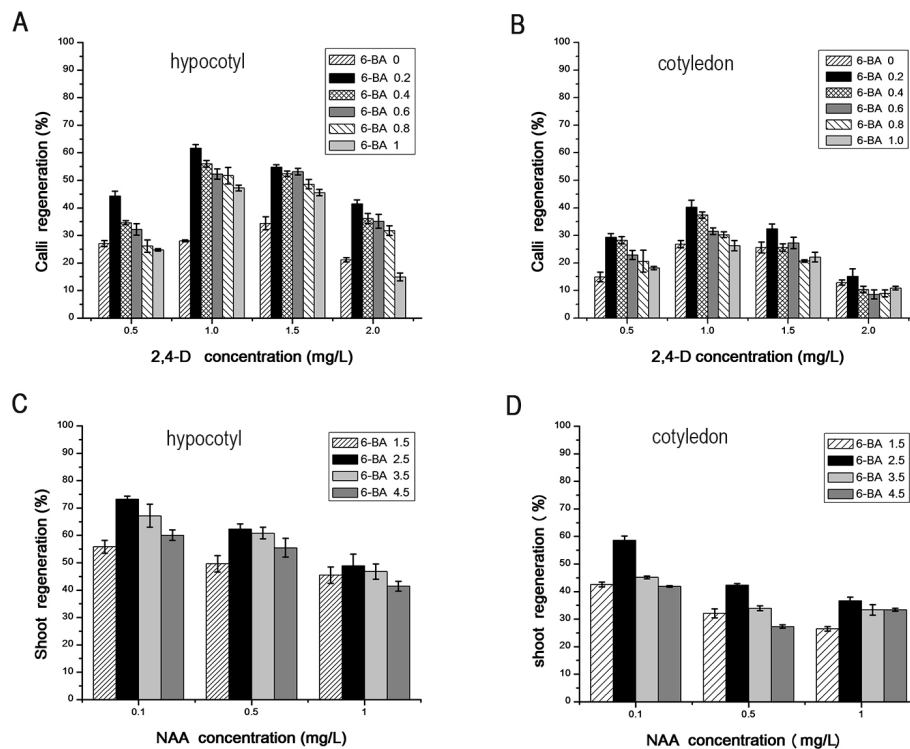 A
hypocotyl
6-BA 0
6-BA 0.2
6-BA 0.4
6-BA 0.6
6-BA 0.8
6-BA 1
Calli regeneration (%)
100
90
80
70
60
50
40
30
20
10
0
0.5 1.0 1.5 2.0
2,4-D concentration (mg/L)
B
cotyledon
6-BA 0
6-BA 0.2
6-BA 0.4
6-BA 0.6
6-BA 0.8
6-BA 1.0
Calli regeneration (%)
100
90
80
70
60
50
40
30
20
10
0
0.5 1.0 1.5 2.0
2,4-D concentration (mg/L)
C
hypocotyl
6-BA 1.5
6-BA 2.5
6-BA 3.5
6-BA 4.5
Shoot regeneration (%)
100
90
80
70
60
50
40
30
20
10
0
0.1 0.5 1
NAA concentration (mg/L)
D
cotyledon
6-BA 1.5
6-BA 2.5
6-BA 3.5
6-BA 4.5
shoot regeneration ( %)
100
90
80
70
60
50
40
30
20
10
0
0.1 0.5 1
NAA concentration ( mg/L)